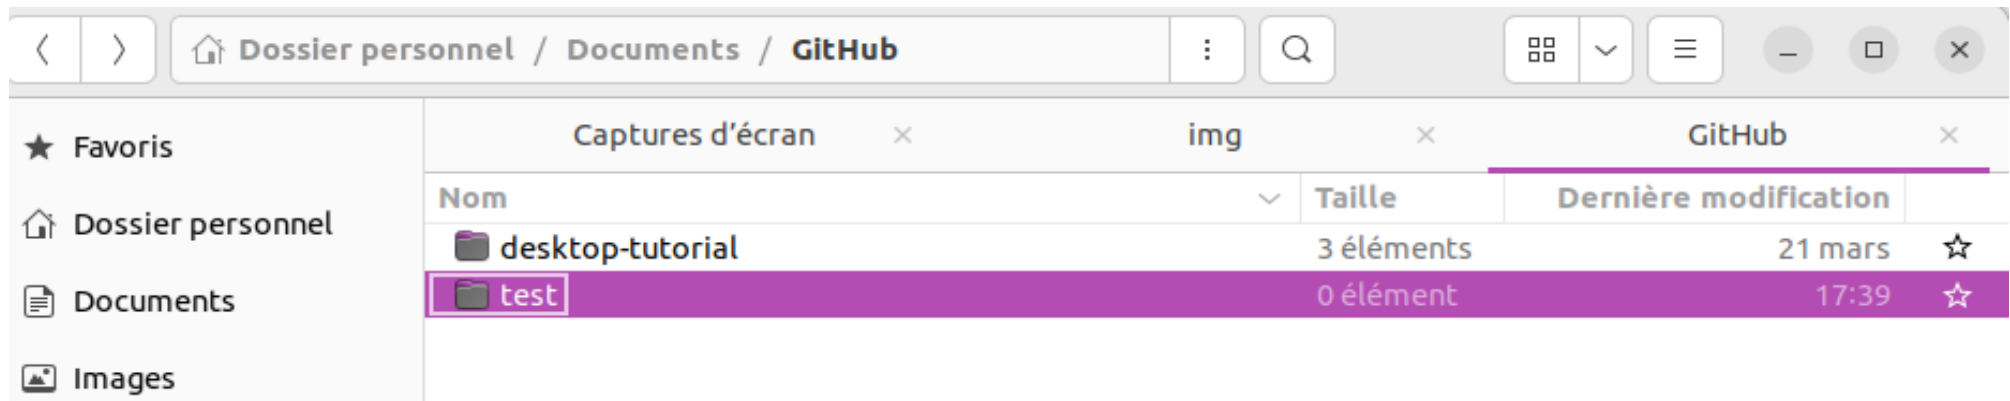 Dossier personnel / Documents / GitHub
Favoris
Dossier personnel
Documents
Images
Captures d'écran img GitHub
Nom Taille Dernière modification
desktop-tutorial 3 éléments 21 mars
test 0 élément 17:39